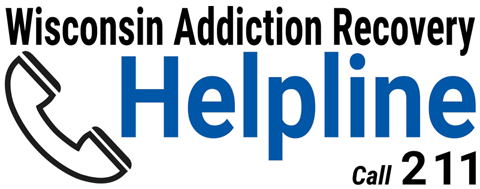 Wisconsin Addiction Recovery
Helpline
Call 211